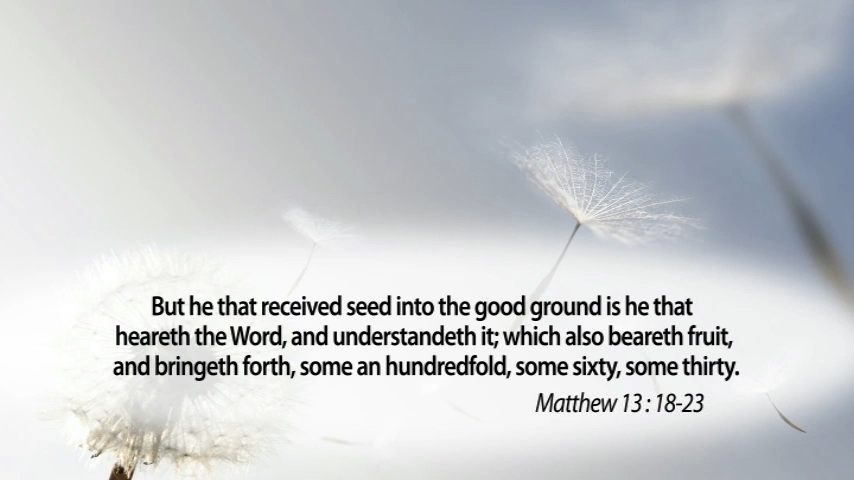 But he that received seed into the good ground is he that
heareth the Word, and understandeth it; which also beareth fruit,
and bringeth forth, some an hundredfold, some sixty, some thirty.
Matthew 13 : 18-23